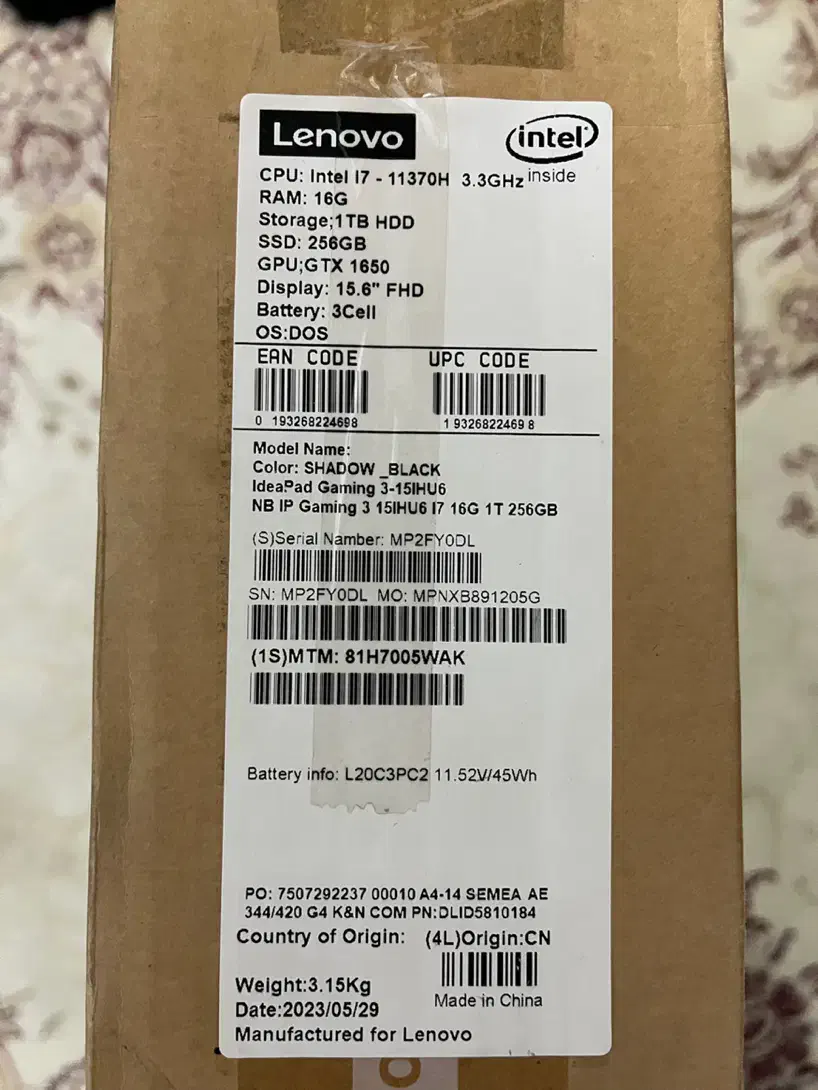 Lenovo
intel
inside
CPU: Intel I7 - 11370H 3.3GHz
RAM: 16G
Storage;1TB HDD
SSD: 256GB
GPU;GTX 1650
Display: 15.6" FHD
Battery: 3Cell
OS:DOS
EAN CODE UPC CODE
0 193268224698 1 9326822469 8
Model Name:
Color: SHADOW _BLACK
IdeaPad Gaming 3-15IHU6
NB IP Gaming 3 15IHU6 I7 16G 1T 256GB
(S)Serial Namber: MP2FY0DL
SN: MP2FY0DL MO: MPNXB891205G
(1S)MTM: 81H7005WAK
Battery info: L20C3PC2 11.52V/45Wh
PO: 7507292237 00010 A4-14 SEMEA AE
344/420 G4 K&N COM PN:DLID5810184
Country of Origin: (4L)Origin:CN
Made in China
Weight:3.15Kg
Date:2023/05/29
Manufactured for Lenovo